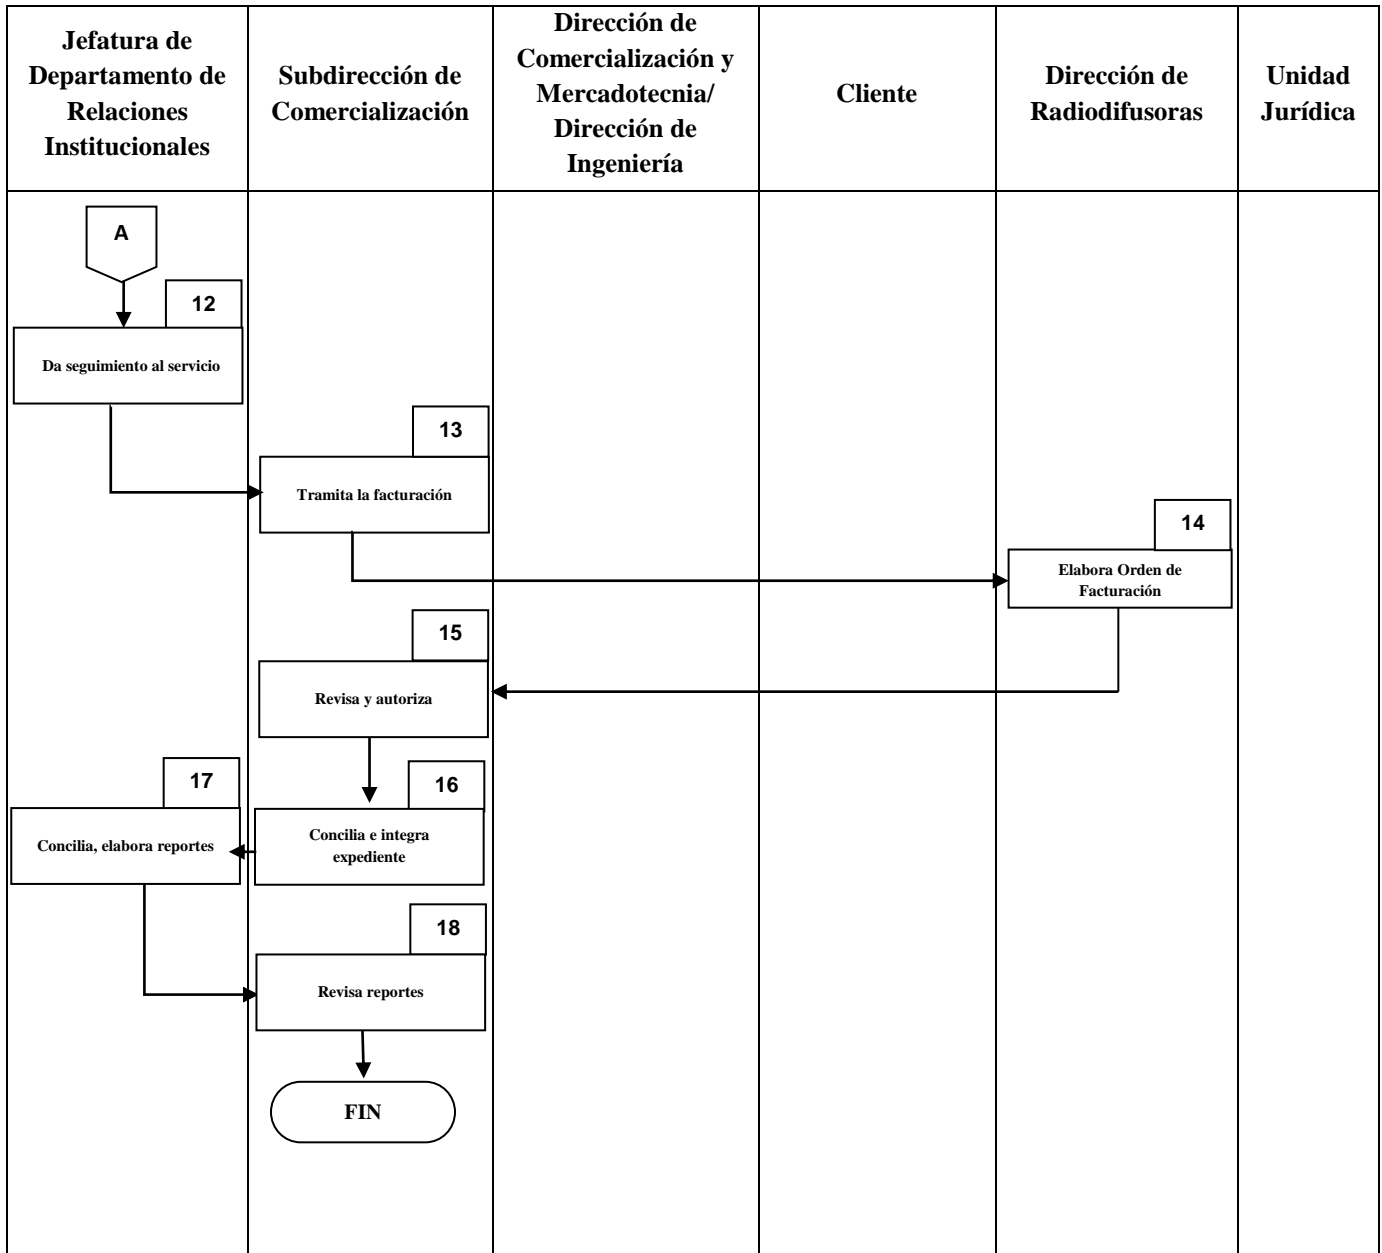 Jefatura de
Departamento de
Relaciones
Institucionales
Subdirección de
Comercialización
Dirección de
Comercialización y
Mercadotecnia/
Dirección de
Ingeniería
Cliente
Dirección de
Radiodifusoras
Unidad
Jurídica
A
12
Da seguimiento al servicio
13
Tramita la facturación
14
Elabora Orden de
Facturación
15
Revisa y autoriza
16
Concilia e integra
expediente
17
Concilia, elabora reportes
18
Revisa reportes
FIN